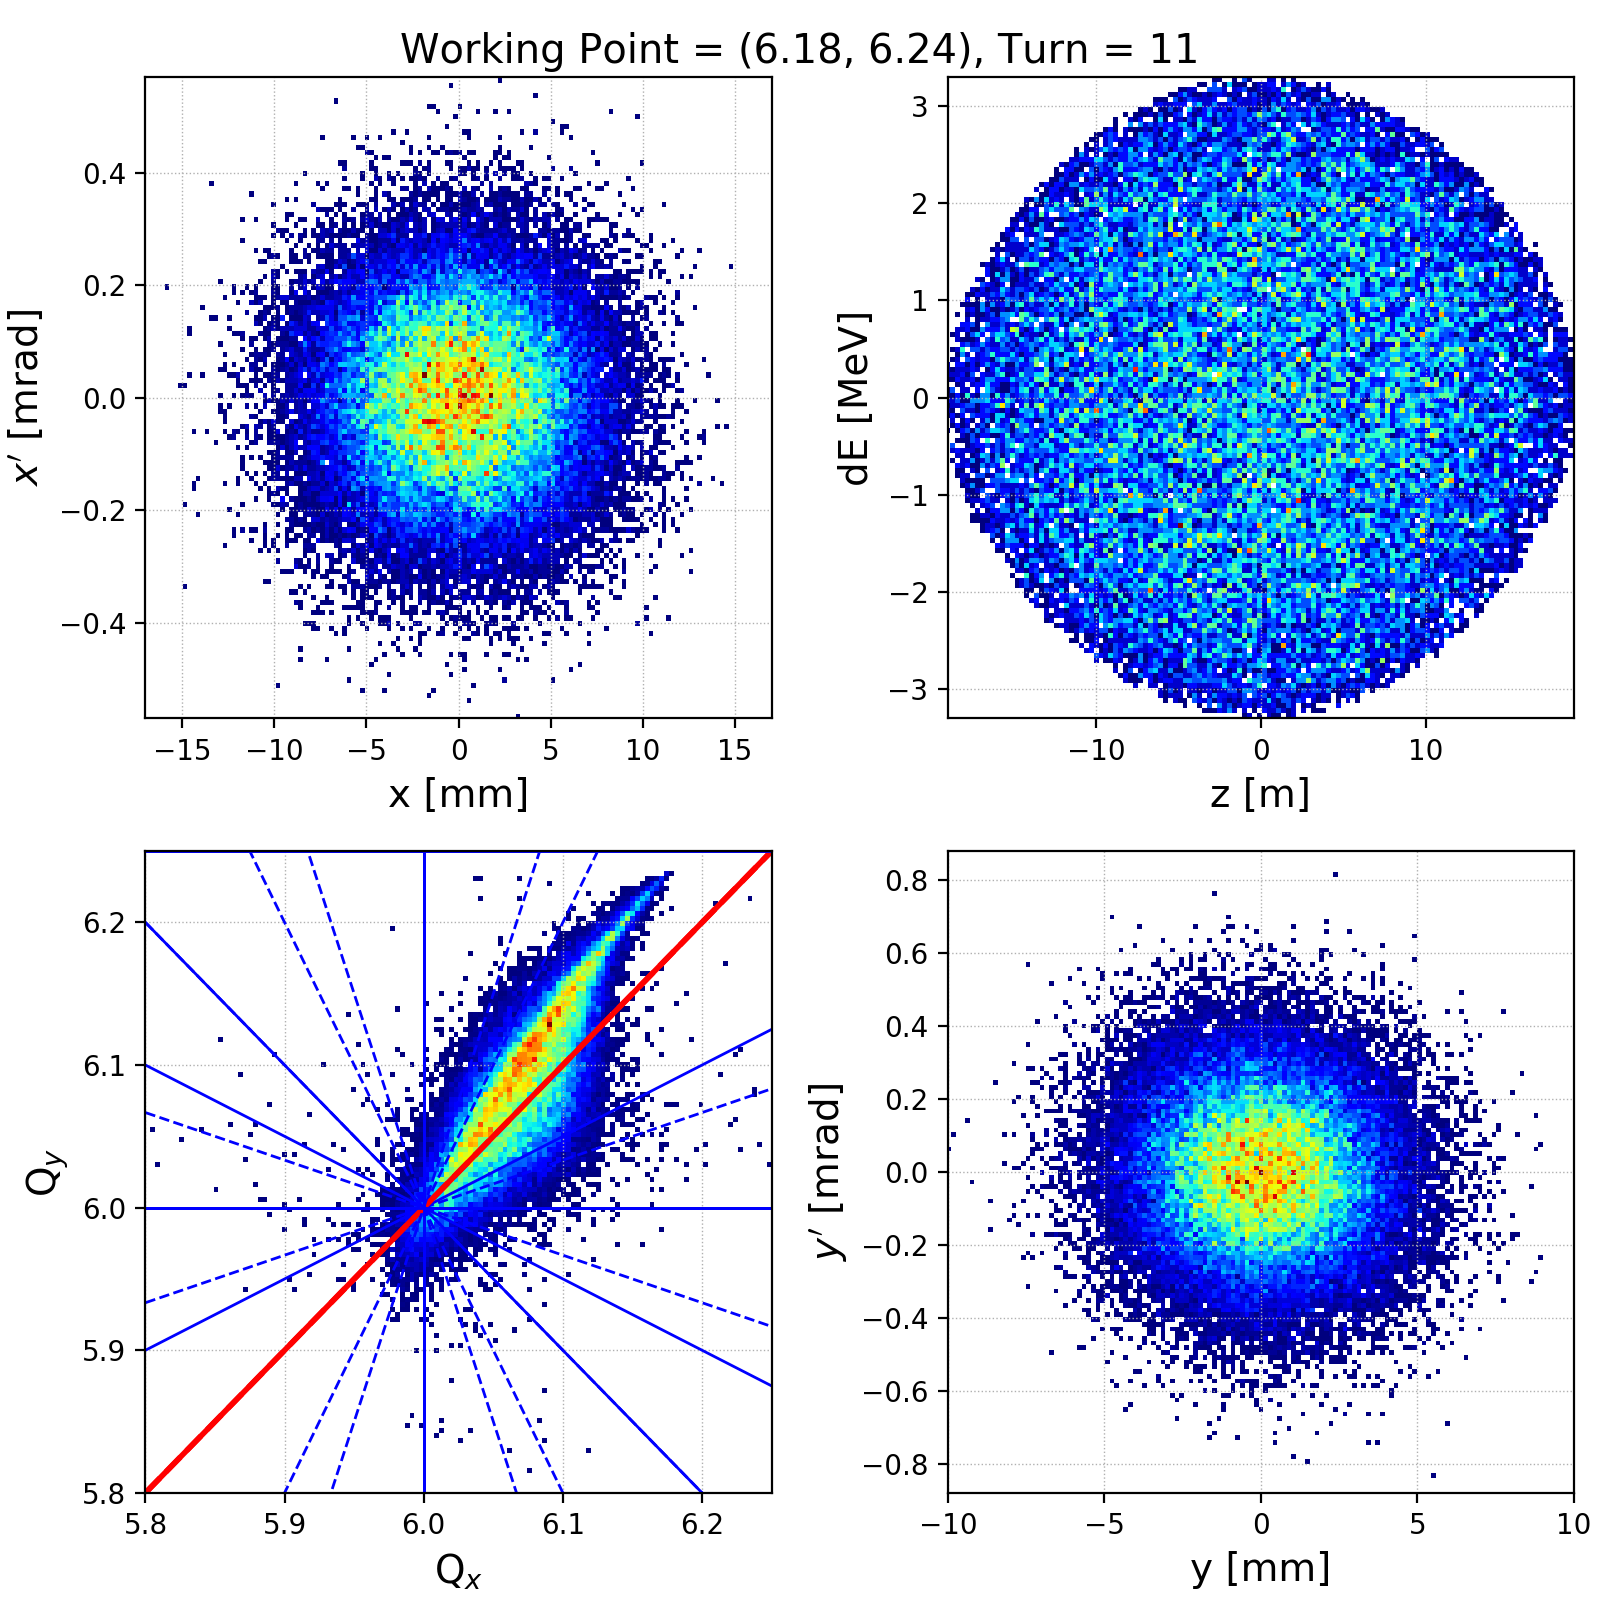 Working Point = (6.18, 6.24), Turn = 11
0.4
0.2
0.0
−0.2
−0.4
x′ [mrad]
−15 −10 −5 0 5 10 15
x [mm]
3
2
1
0
−1
−2
−3
dE [MeV]
−10 0 10
z [m]
6.2
6.1
6.0
5.9
5.8
Qy
5.8 5.9 6.0 6.1 6.2
Qx
0.8
0.6
0.4
0.2
0.0
−0.2
−0.4
−0.6
−0.8
y′ [mrad]
−10 −5 0 5 10
y [mm]